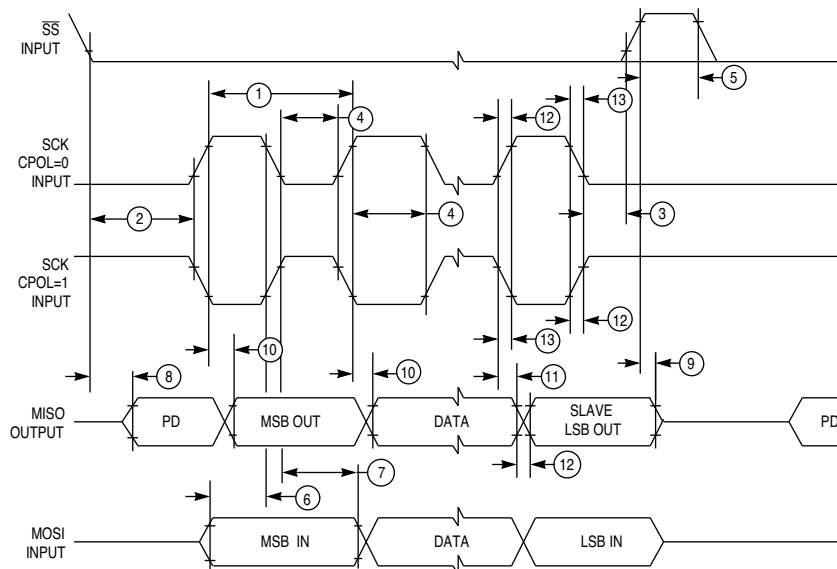 SS
INPUT
5
1
12
13
4
SCK
CPOL=0
INPUT
2
4
3
SCK
CPOL=1
INPUT
12
10
13
8
10
11
9
MISO
OUTPUT
PD
MSB OUT
DATA
SLAVE
LSB OUT
PD
7
12
6
MOSI
INPUT
MSB IN
DATA
LSB IN